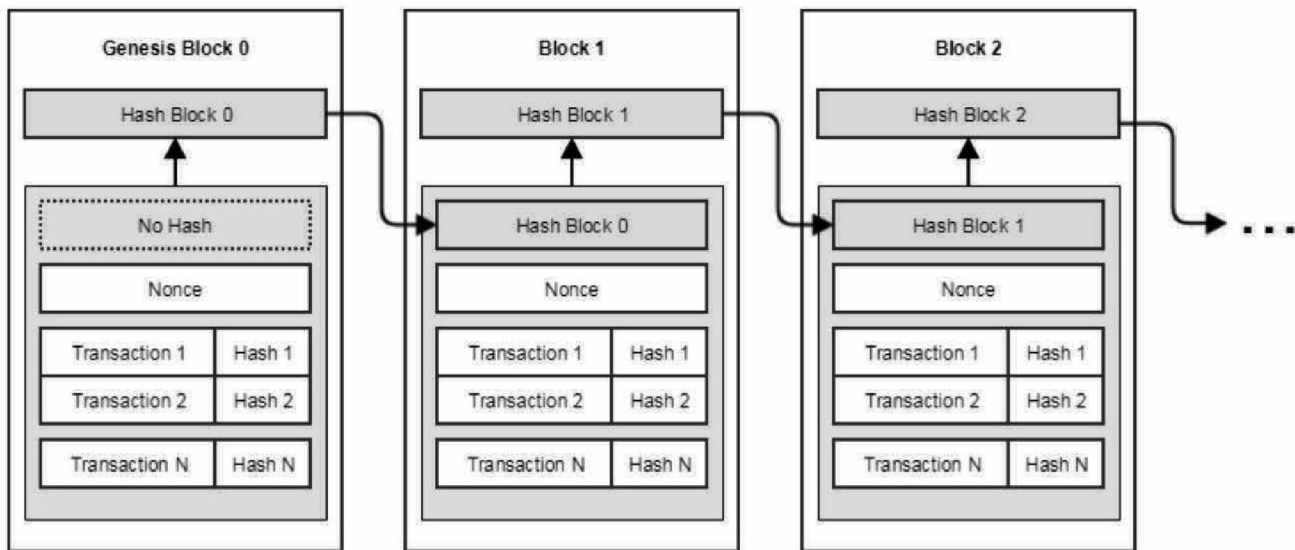 Genesis Block 0
Hash Block 0
No Hash
Nonce
Transaction 1 Hash 1
Transaction 2 Hash 2
Transaction N Hash N
Block 1
Hash Block 1
Hash Block 0
Nonce
Transaction 1 Hash 1
Transaction 2 Hash 2
Transaction N Hash N
Block 2
Hash Block 2
Hash Block 1
Nonce
Transaction 1 Hash 1
Transaction 2 Hash 2
Transaction N Hash N
...